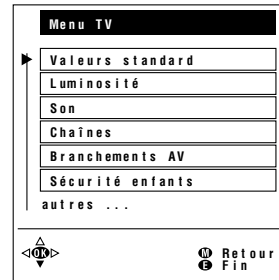 Menu TV
Valeurs standard
Luminosité
Son
Chaînes
Branchements AV
Sécurité enfants
autres ...
OK
M Retour
E Fin